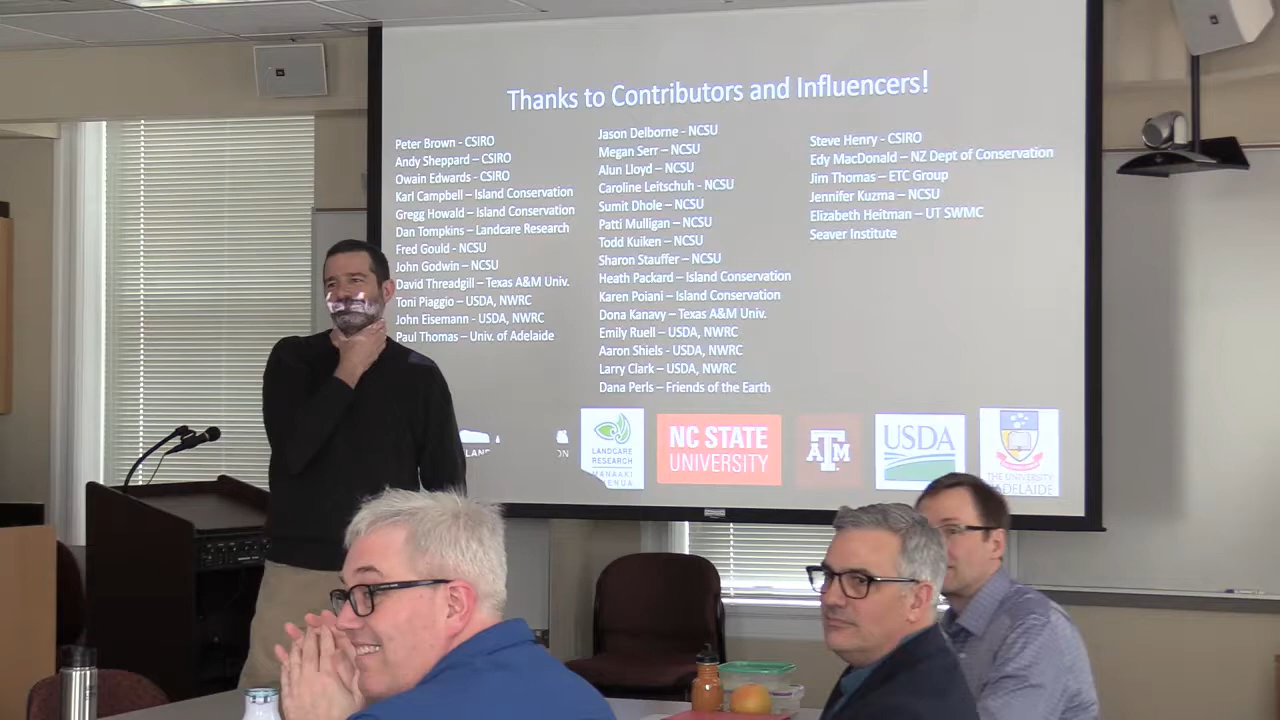 Thanks to Contributors and Influencers!
Peter Brown - CSIRO
Andy Sheppard – CSIRO
Owain Edwards - CSIRO
Karl Campbell – Island Conservation
Gregg Howald – Island Conservation
Dan Tompkins – Landcare Research
Fred Gould - NCSU
John Godwin – NCSU
David Threadgill – Texas A&M Univ.
Toni Piaggio – USDA, NWRC
John Eisemann - USDA, NWRC
Paul Thomas – Univ. of Adelaide
Jason Delborne - NCSU
Megan Serr – NCSU
Alun Lloyd – NCSU
Caroline Leitschuh - NCSU
Sumit Dhole – NCSU
Patti Mulligan – NCSU
Todd Kuiken – NCSU
Sharon Stauffer – NCSU
Heath Packard – Island Conservation
Karen Poiani – Island Conservation
Dona Kanavy – Texas A&M Univ.
Emily Ruell – USDA, NWRC
Aaron Shiels - USDA, NWRC
Larry Clark – USDA, NWRC
Dana Perls – Friends of the Earth
Steve Henry - CSIRO
Edy MacDonald – NZ Dept of Conservation
Jim Thomas – ETC Group
Jennifer Kuzma – NCSU
Elizabeth Heitman – UT SWMC
Seaver Institute
LANDCARE
RESEARCH
MANAAKI
NC STATE
UNIVERSITY
ATM
USDA
THE UNIVERSITY
ADELAIDE